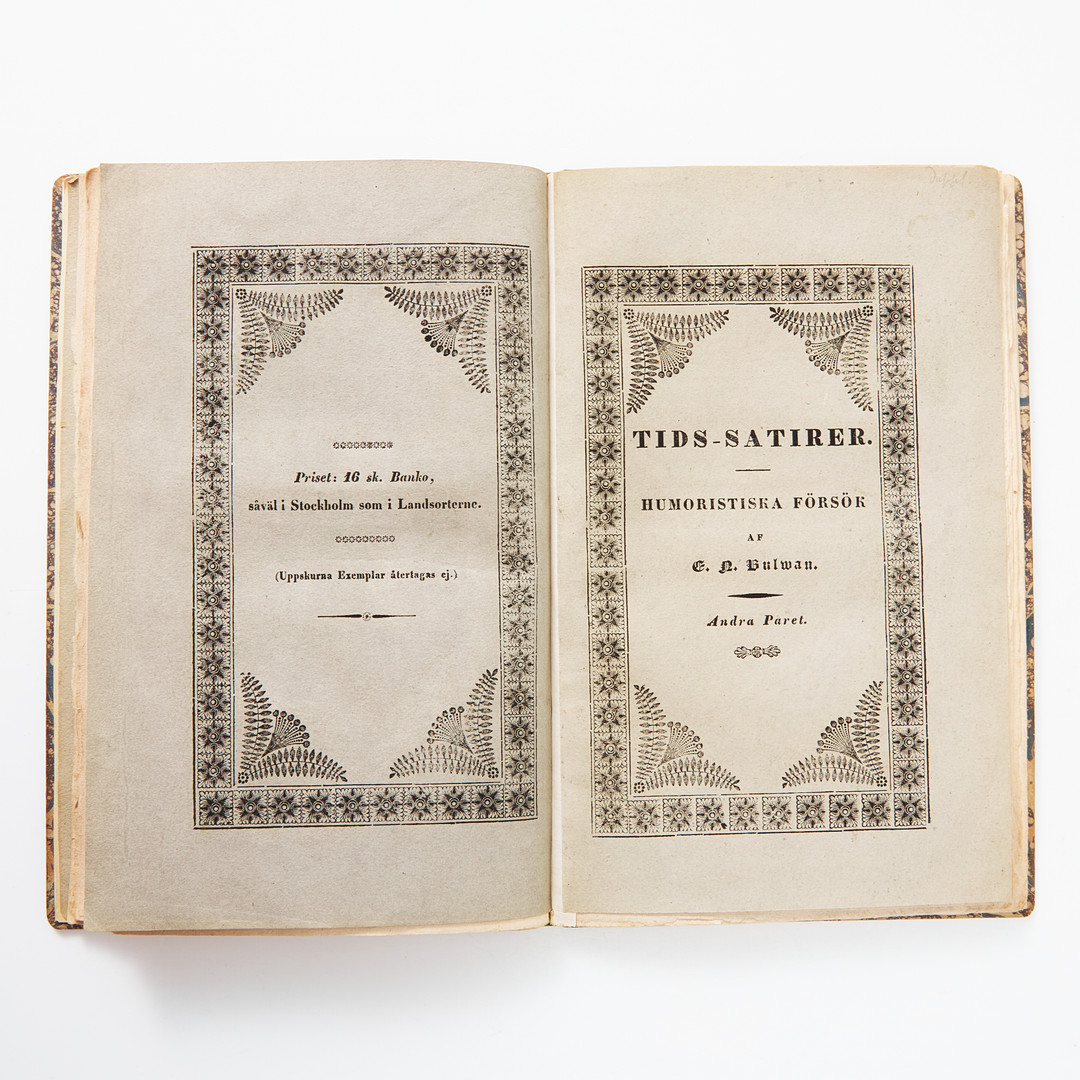 Priset: 16 sk. Banko,
såväl i Stockholm som i Landsorterne.
(Uppskurna Exemplar återtagas ej.)
TIDS-SATIRER.
HUMORISTISKA FÖRSÖK
AF
E. N. Bulwan.
Andra Paret.